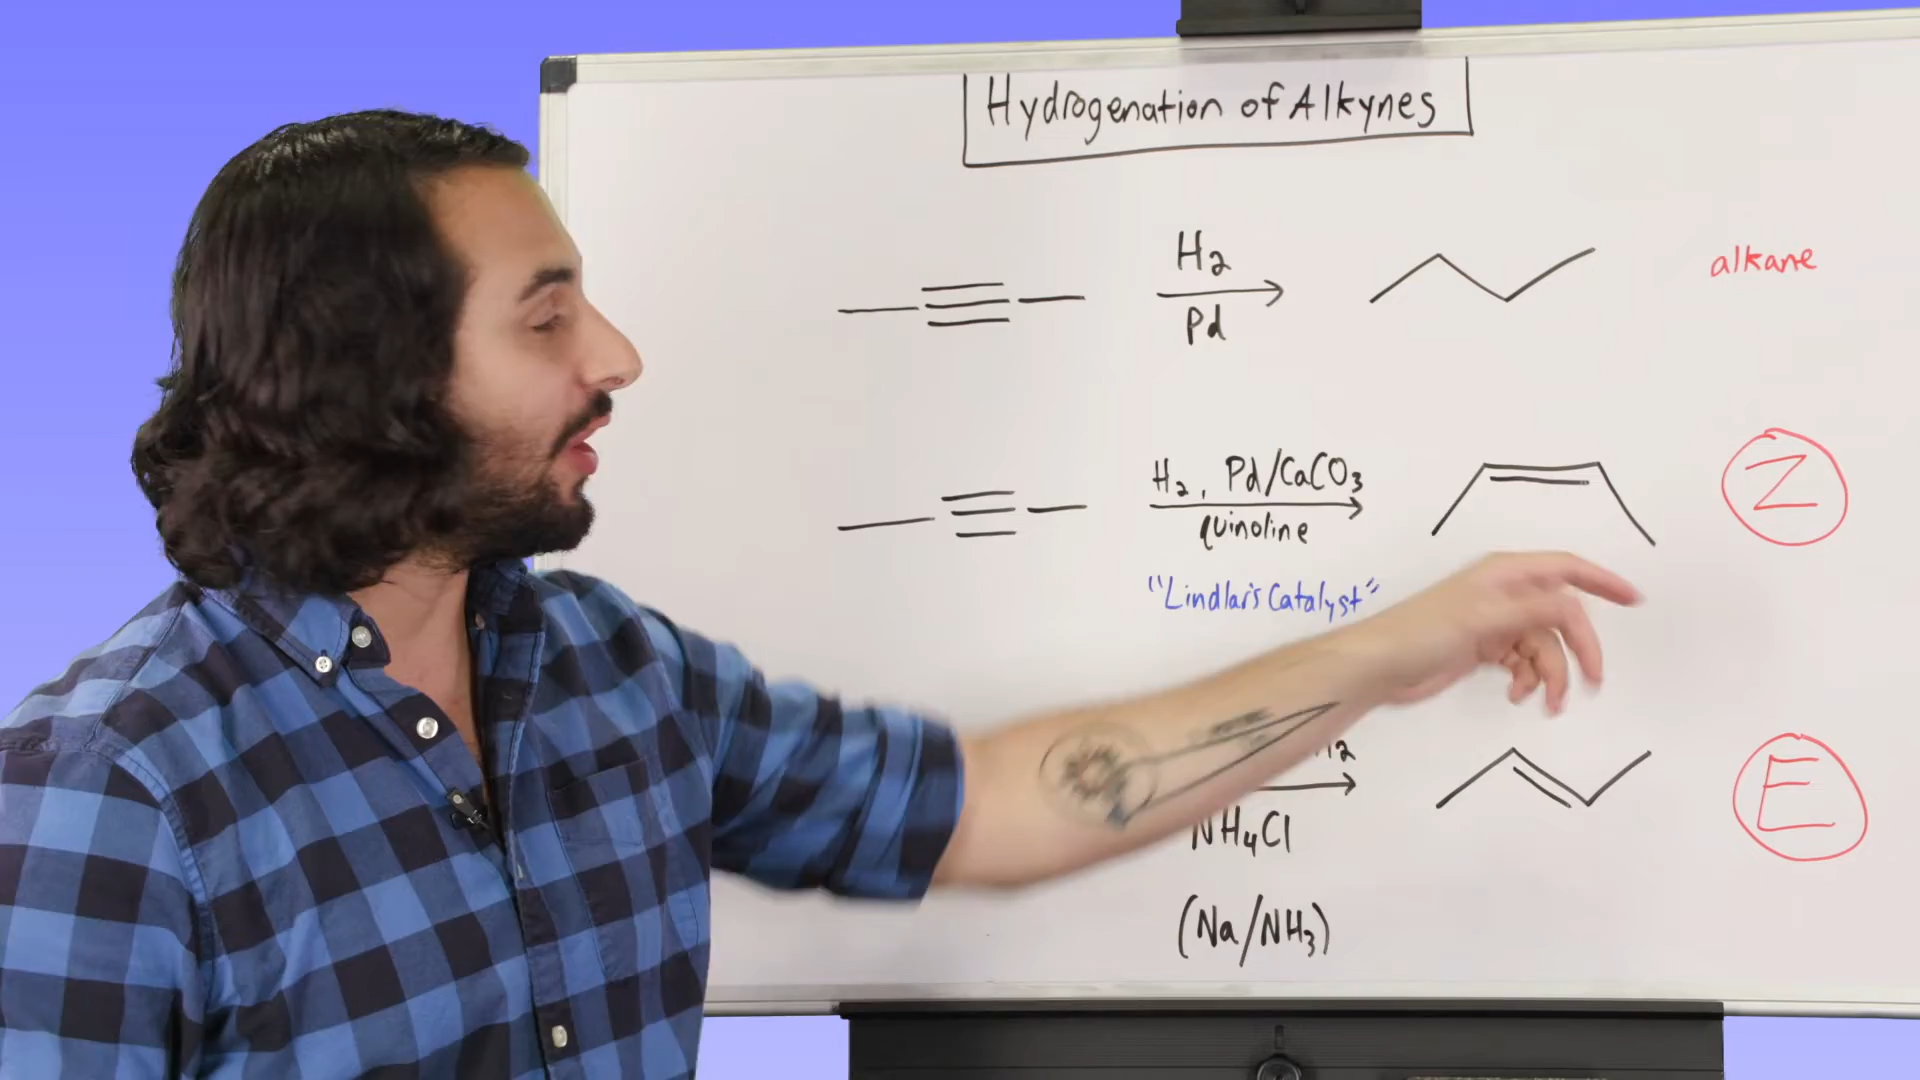 Hydrogenation of Alkynes
H₂
Pd
alkane
H₂, Pd/CaCO₃
quinoline
Z
"Lindlar's Catalyst"
NH₄Cl
E
(Na/NH₃)